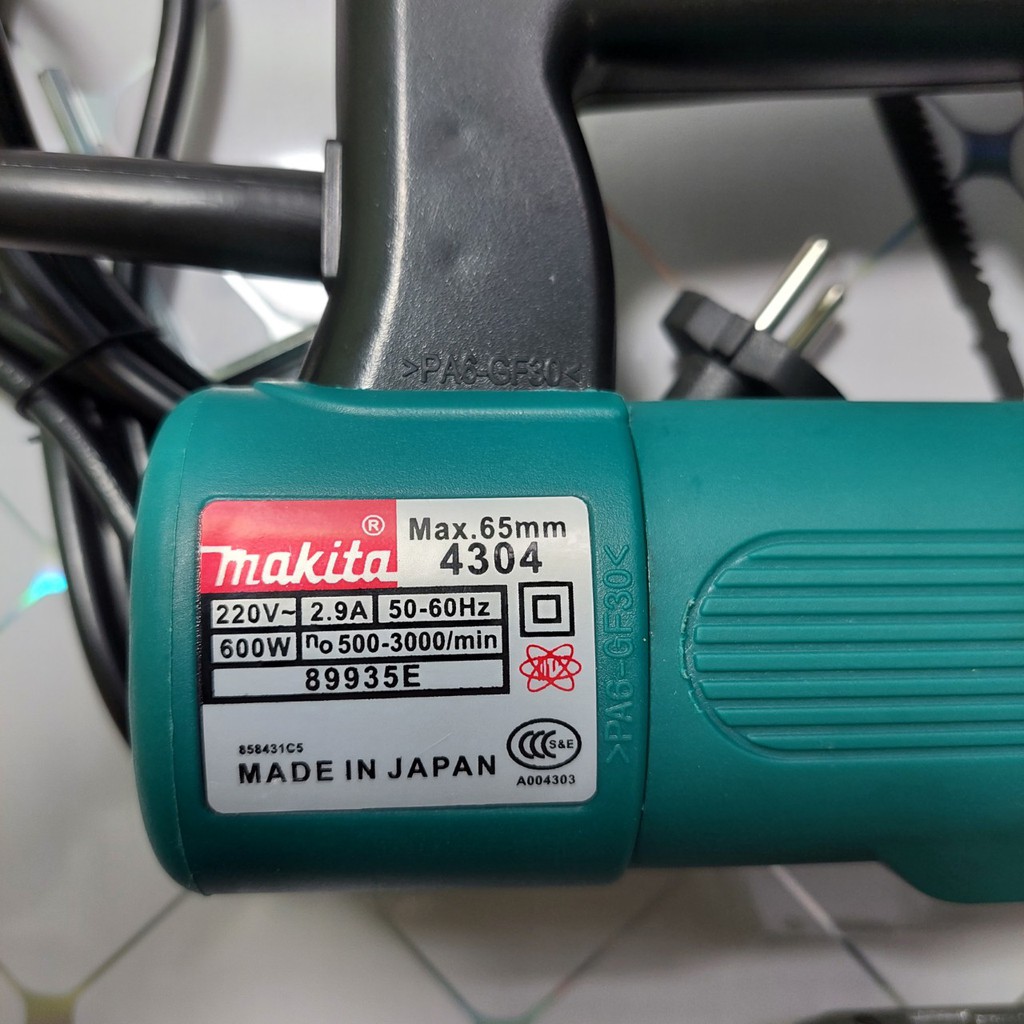 >PA6-GF30<
makita®
Max.65mm
4304
220V~ 2.9A 50-60Hz
600W no 500-3000/min
89935E
858431C5
MADE IN JAPAN
CCC S&E
A004303
>PA6-GF30<